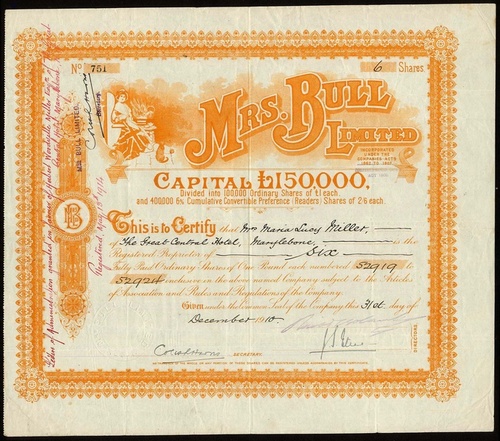 No 751
6 Shares.
MRS. BULL
LIMITED
INCORPORATED
UNDER THE
COMPANIES ACTS
CAPITAL £150000,
Divided into 100000 Ordinary Shares of £1 each,
and 400000 6% Cumulative Convertible Preference (Readers) Shares of 2/6 each.
This is to Certify that Mrs Maria Lucy Miller,
The Great Central Hotel, Marylebone, is the
Registered Proprietor of Six
Fully Paid Ordinary Shares of One Pound each numbered 52919 to
52924 inclusive in the above named Company subject to the Articles
of Association and Rules and Regulations of the Company.
Given under the Common Seal of the Company this 31st day of
December 1910.
DIRECTORS.
SECRETARY.
MRS BULL LIMITED.